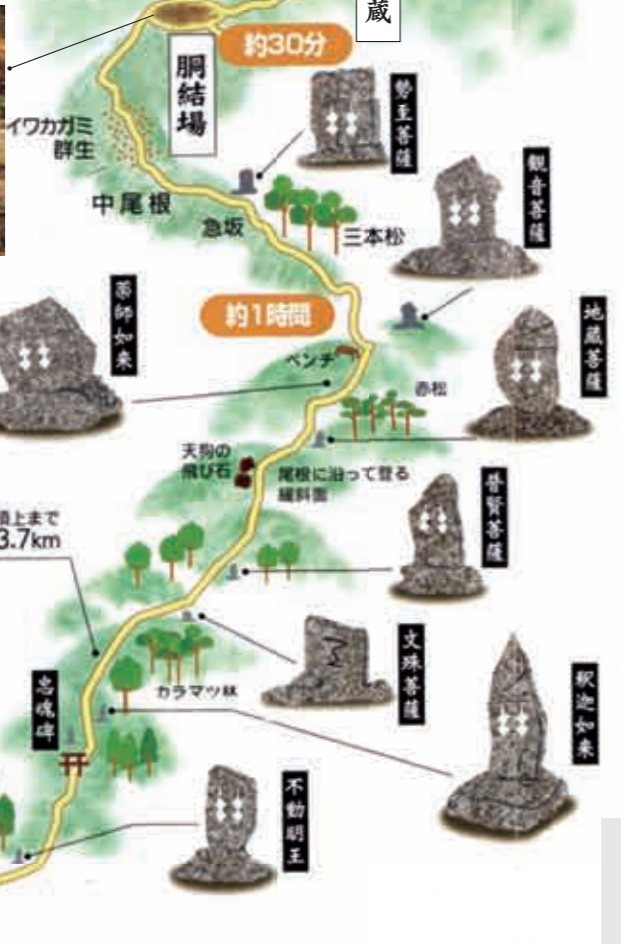 蔵
約30分
胴結場
イワカガミ
群生
勢至菩薩
観音菩薩
中尾根
急坂
三本松
薬師如来
約1時間
地蔵菩薩
ベンチ
赤松
天狗の
飛び石
尾根に沿って登る
緩斜面
普賢菩薩
頂上まで
3.7km
文殊菩薩
カラマツ林
釈迦如来
忠魂碑
不動明王